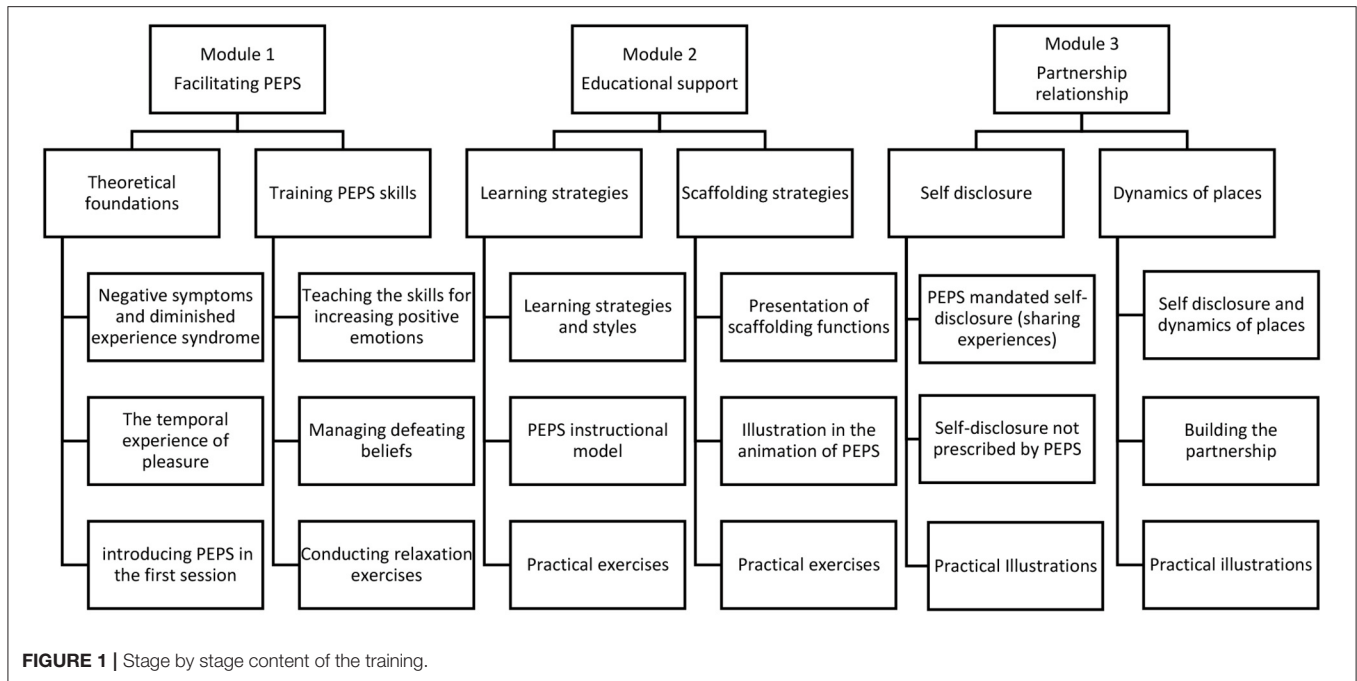 Module 1
Facilitating PEPS
Module 2
Educational support
Module 3
Partnership
relationship
Theoretical
foundations
Training PEPS skills
Learning strategies
Scaffolding strategies
Self disclosure
Dynamics of places
Negative symptoms
and diminished
experience syndrome
Teaching the skills for
increasing positive
emotions
Learning strategies
and styles
Presentation of
scaffolding functions
PEPS mandated self-
disclosure (sharing
experiences)
Self disclosure and
dynamics of places
The temporal
experience of
pleasure
Managing defeating
beliefs
PEPS instructional
model
Illustration in the
animation of PEPS
Self-disclosure not
prescribed by PEPS
Building the
partnership
introducing PEPS in
the first session
Conducting relaxation
exercises
Practical exercises
Practical exercises
Practical Illustrations
Practical illustrations
FIGURE 1 | Stage by stage content of the training.